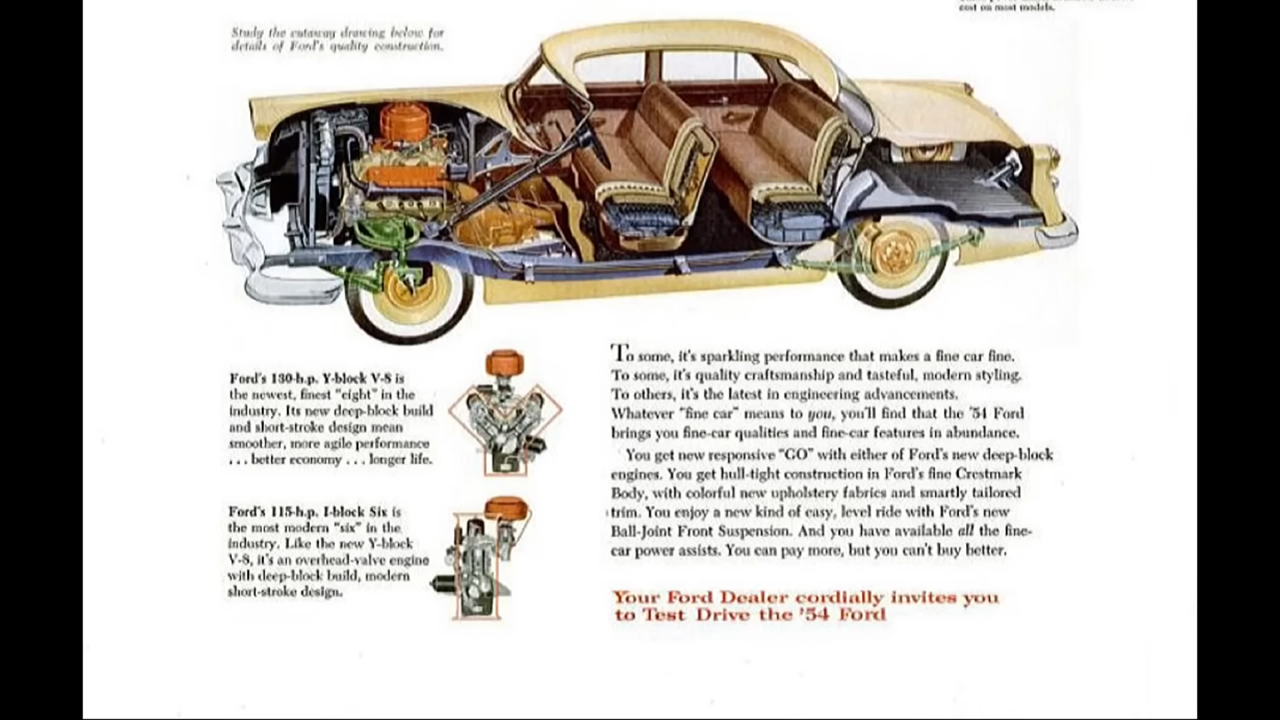 cost on most models.
Study the cutaway drawing below for
details of Ford's quality construction.
Ford's 130-h.p. Y-block V-8 is
the newest, finest "eight" in the
industry. Its new deep-block build
and short-stroke design mean
smoother, more agile performance
. . . better economy . . . longer life.
Ford's 115-h.p. I-block Six is
the most modern "six" in the
industry. Like the new Y-block
V-8, it's an overhead-valve engine
with deep-block build, modern
short-stroke design.
To some, it's sparkling performance that makes a fine car fine.
To some, it's quality craftsmanship and tasteful, modern styling.
To others, it's the latest in engineering advancements.
Whatever "fine car" means to you, you'll find that the '54 Ford
brings you fine-car qualities and fine-car features in abundance.
You get new responsive "GO" with either of Ford's new deep-block
engines. You get hull-tight construction in Ford's fine Crestmark
Body, with colorful new upholstery fabrics and smartly tailored
trim. You enjoy a new kind of easy, level ride with Ford's new
Ball-Joint Front Suspension. And you have available all the fine-
car power assists. You can pay more, but you can't buy better.
Your Ford Dealer cordially invites you
to Test Drive the '54 Ford